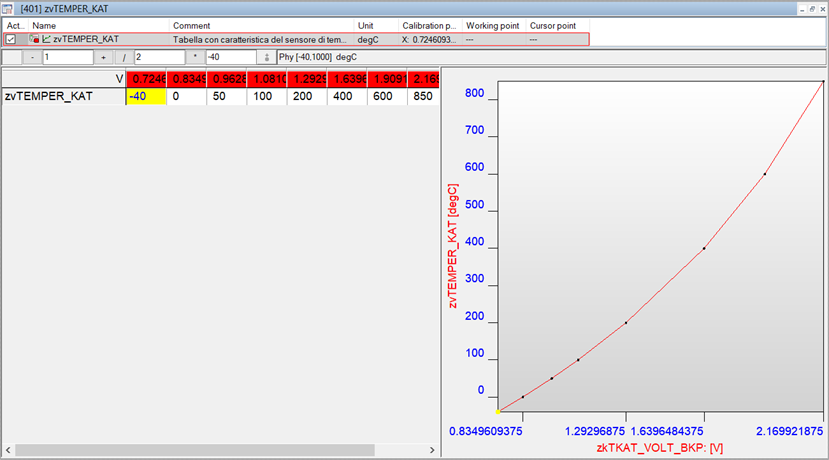 [401] zvTEMPER_KAT
Act... Name Comment Unit Calibration p... Working point Cursor point
zvTEMPER_KAT Tabella con caratteristica del sensore di tem... degC X: 0.7246093... --- ---
- 1 + / 2 * -40 Phy [-40,1000] degC
V 0.7246 0.8349 0.9628 1.0810 1.2929 1.6396 1.9091 2.169
zvTEMPER_KAT -40 0 50 100 200 400 600 850
800
700
600
500
400
300
200
100
0
zvTEMPER_KAT [degC]
0.8349609375 1.29296875 1.6396484375 2.169921875
zkTKAT_VOLT_BKP: [V]